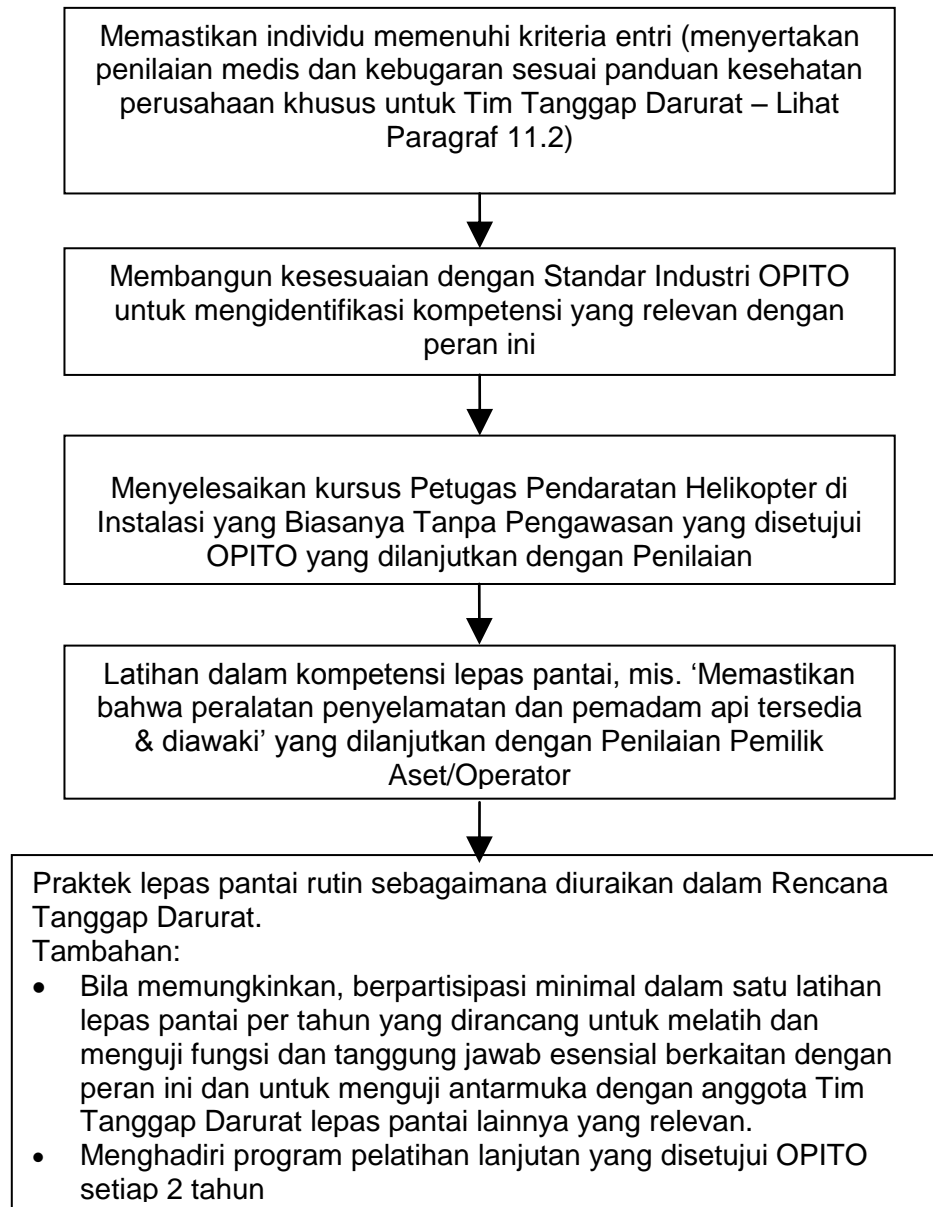 Memastikan individu memenuhi kriteria entri (menyertakan
penilaian medis dan kebugaran sesuai panduan kesehatan
perusahaan khusus untuk Tim Tanggap Darurat – Lihat
Paragraf 11.2)
Membangun kesesuaian dengan Standar Industri OPITO
untuk mengidentifikasi kompetensi yang relevan dengan
peran ini
Menyelesaikan kursus Petugas Pendaratan Helikopter di
Instalasi yang Biasanya Tanpa Pengawasan yang disetujui
OPITO yang dilanjutkan dengan Penilaian
Latihan dalam kompetensi lepas pantai, mis. ‘Memastikan
bahwa peralatan penyelamatan dan pemadam api tersedia
& diawaki’ yang dilanjutkan dengan Penilaian Pemilik
Aset/Operator
Praktek lepas pantai rutin sebagaimana diuraikan dalam Rencana
Tanggap Darurat.
Tambahan:
• Bila memungkinkan, berpartisipasi minimal dalam satu latihan
lepas pantai per tahun yang dirancang untuk melatih dan
menguji fungsi dan tanggung jawab esensial berkaitan dengan
peran ini dan untuk menguji antarmuka dengan anggota Tim
Tanggap Darurat lepas pantai lainnya yang relevan.
• Menghadiri program pelatihan lanjutan yang disetujui OPITO
setiap 2 tahun